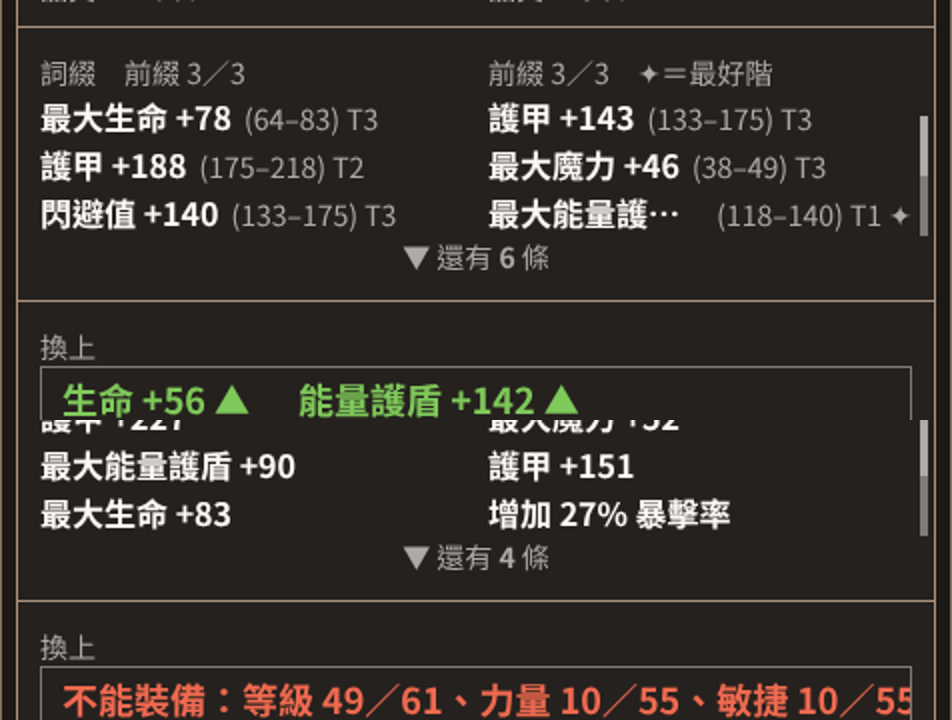 詞綴 前綴 3／3 前綴 3／3 ✦＝最好階
最大生命 +78 (64–83) T3 護甲 +143 (133–175) T3
護甲 +188 (175–218) T2 最大魔力 +46 (38–49) T3
閃避值 +140 (133–175) T3 最大能量護⋯ (118–140) T1 ✦
▼ 還有 6 條
換上
生命 +56 ▲ 能量護盾 +142 ▲
最大能量護盾 +90 護甲 +151
最大生命 +83 增加 27% 暴擊率
▼ 還有 4 條
換上
不能裝備：等級 49／61、力量 10／55、敏捷 10／55